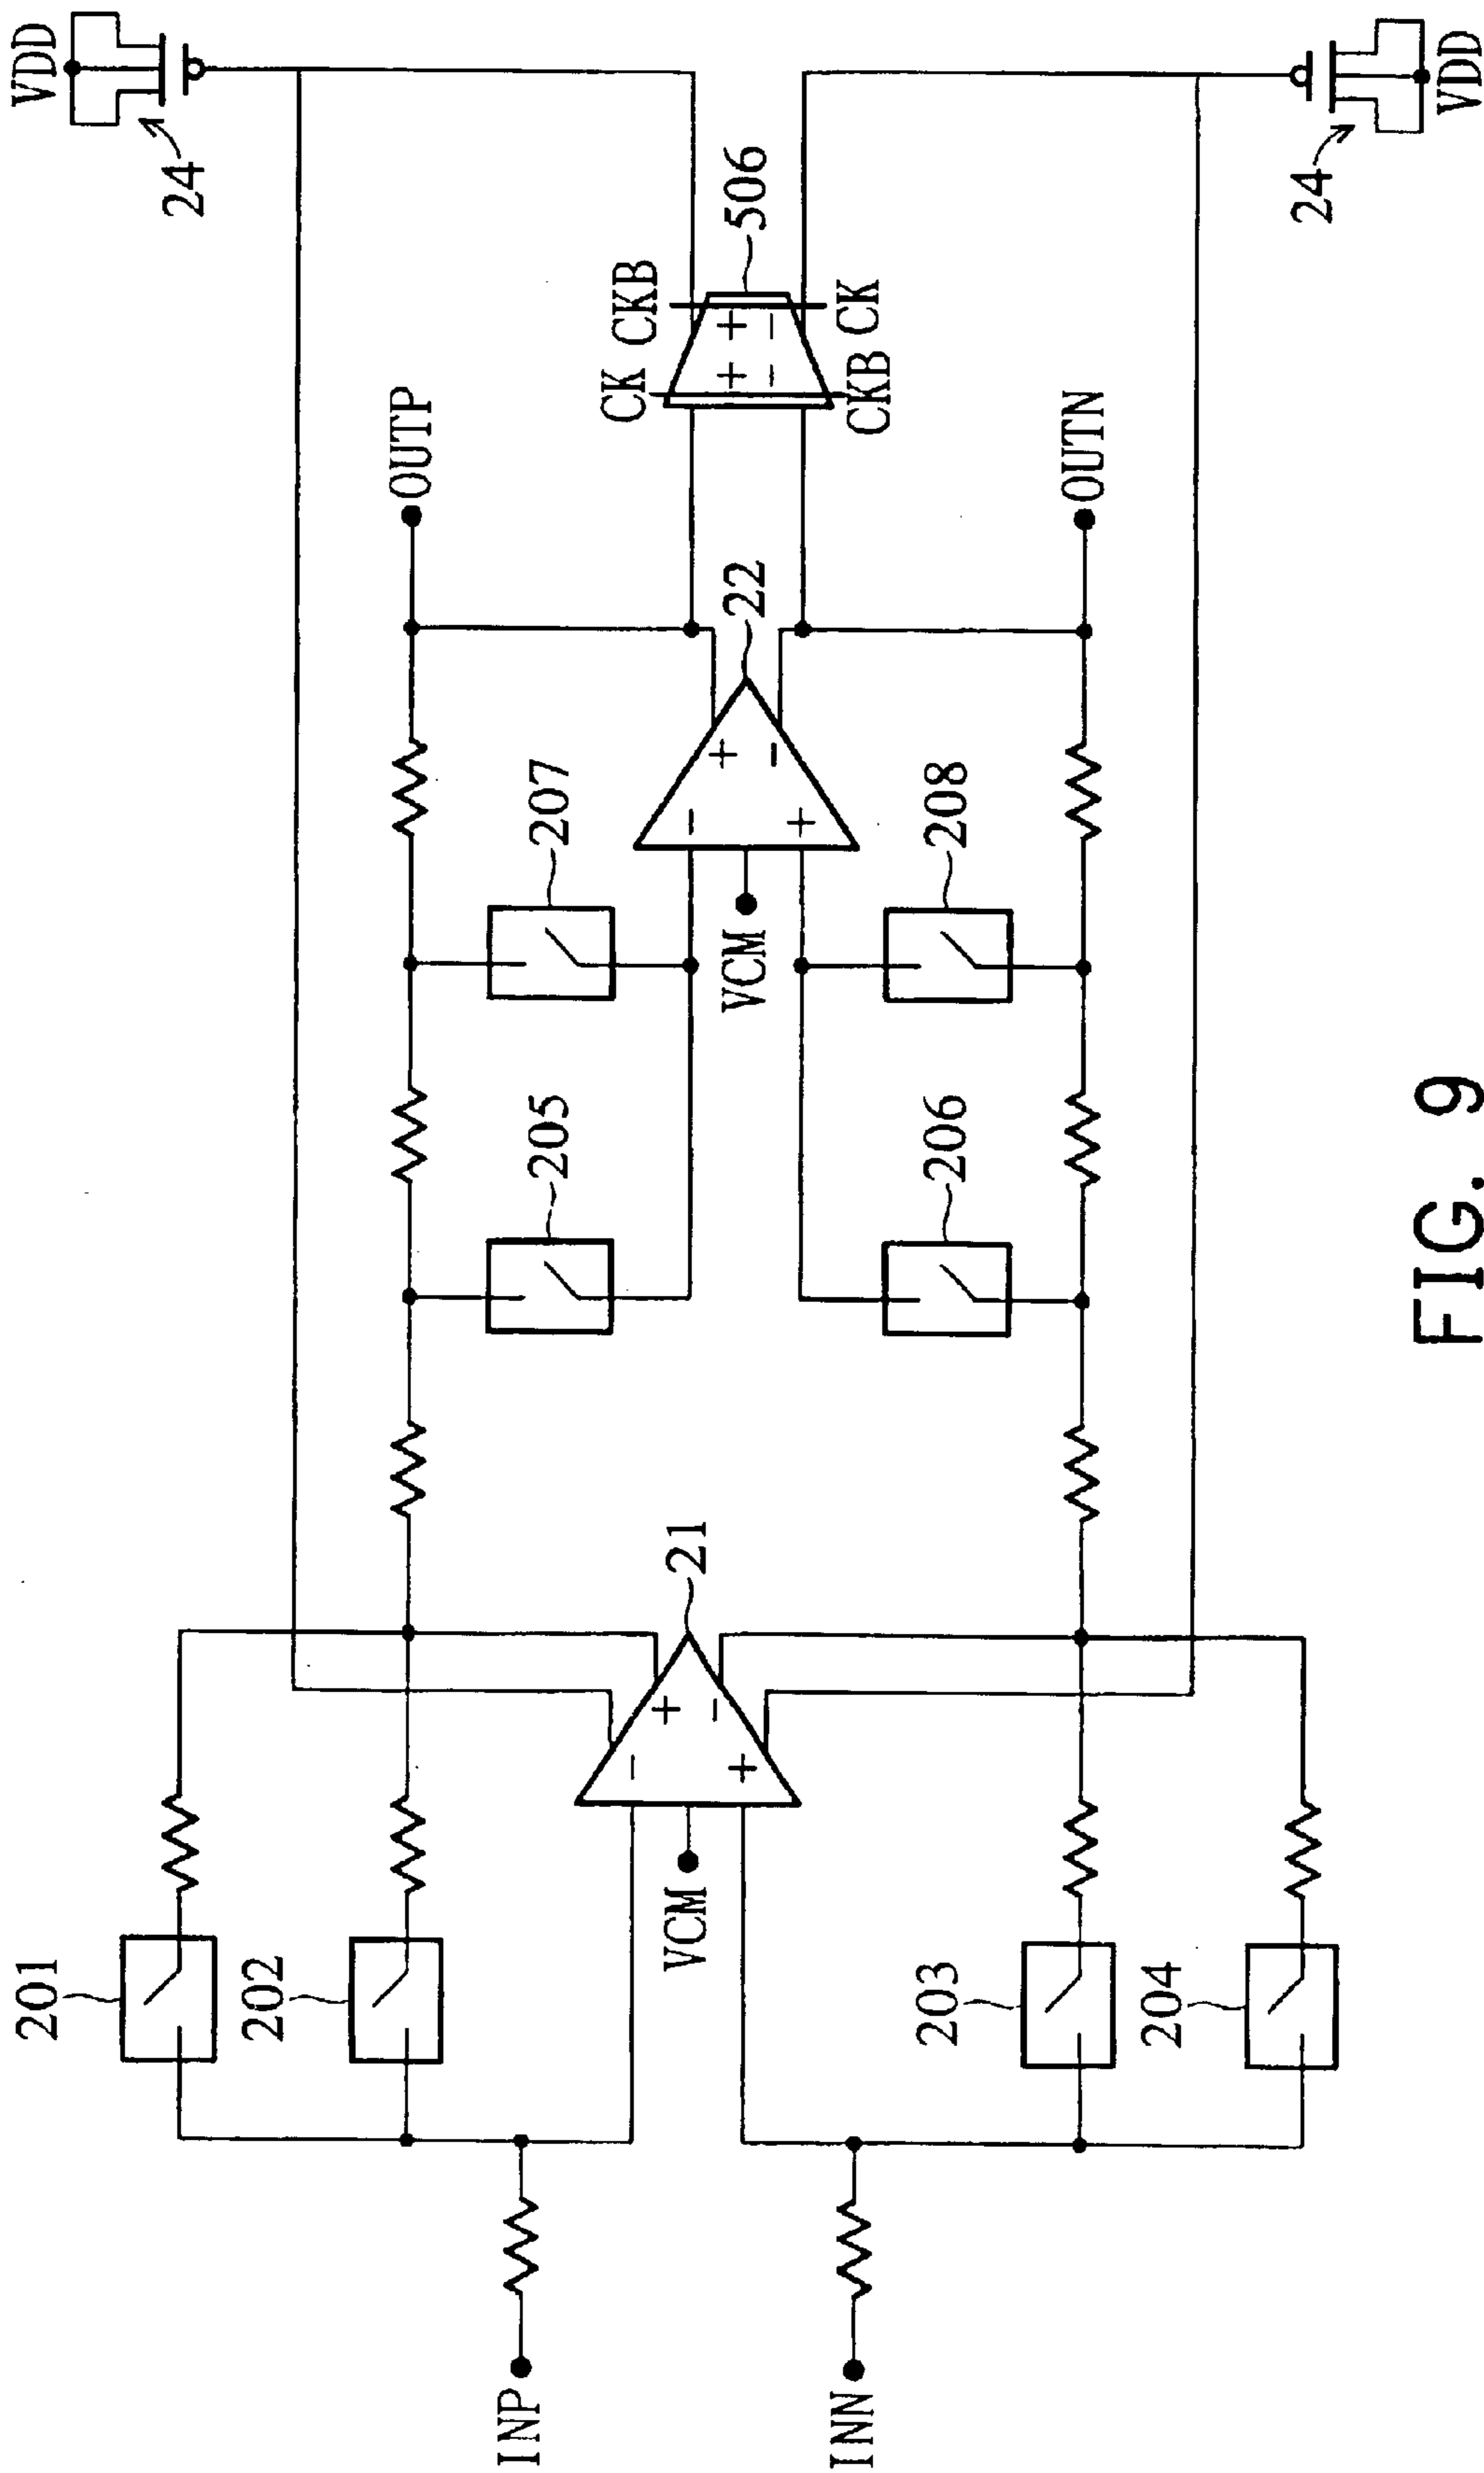 VDD
24
CKB
506
CK
CK
CKB
OUTP
OUTN
+ +
- -
22
207
208
- +
+ -
VCM
205
206
21
- +
+ -
VCM
201
202
203
204
INP
INN
24
VDD
FIG. 9